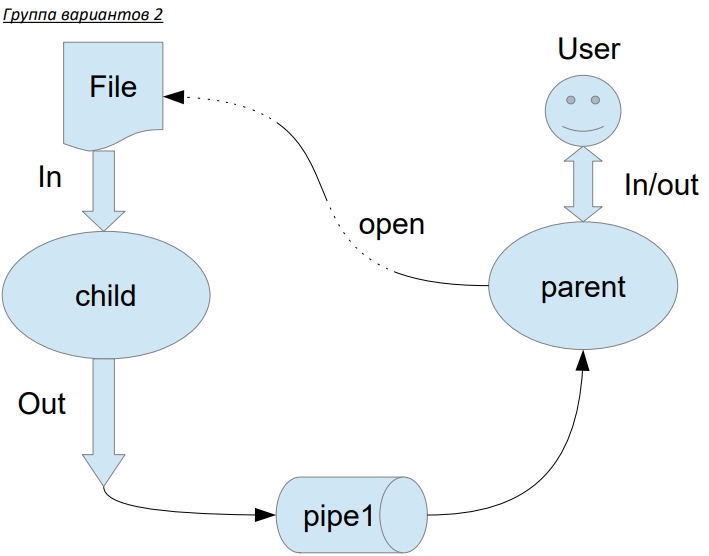 Группа вариантов 2
User
File
In
In/out
open
child
parent
Out
pipe1